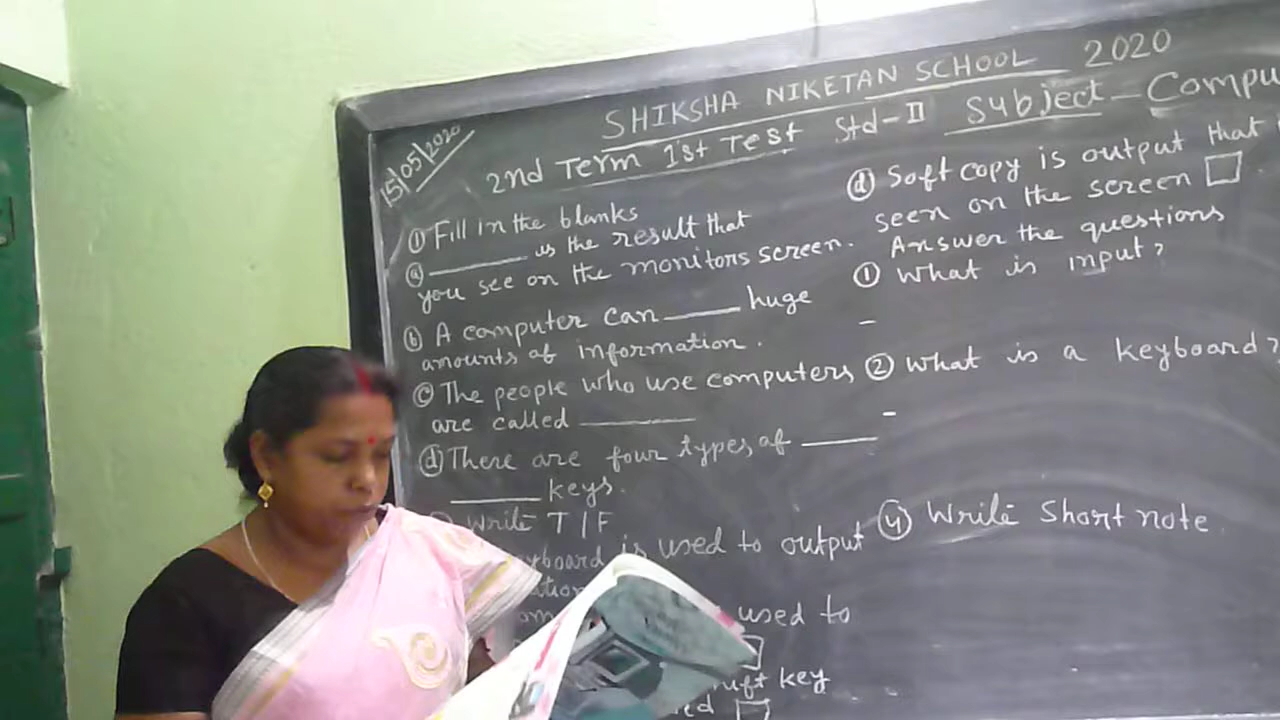 SHIKSHA NIKETAN SCHOOL 2020
15/05/2020
2nd Term 1st Test Std-II Subject - Compu
① Fill in the blanks
ⓐ ______ is the result that
you see on the monitors screen.
ⓑ A computer can ______ huge
amounts of information.
ⓒ The people who use computers
are called ______
ⓓ There are four types of ______
______ keys.
Write T/F
is used to output
used to
key
ⓓ Soft copy is output that
seen on the screen □
Answer the questions
① What is input?
-
② What is a keyboard?
-
④ Write Short note.